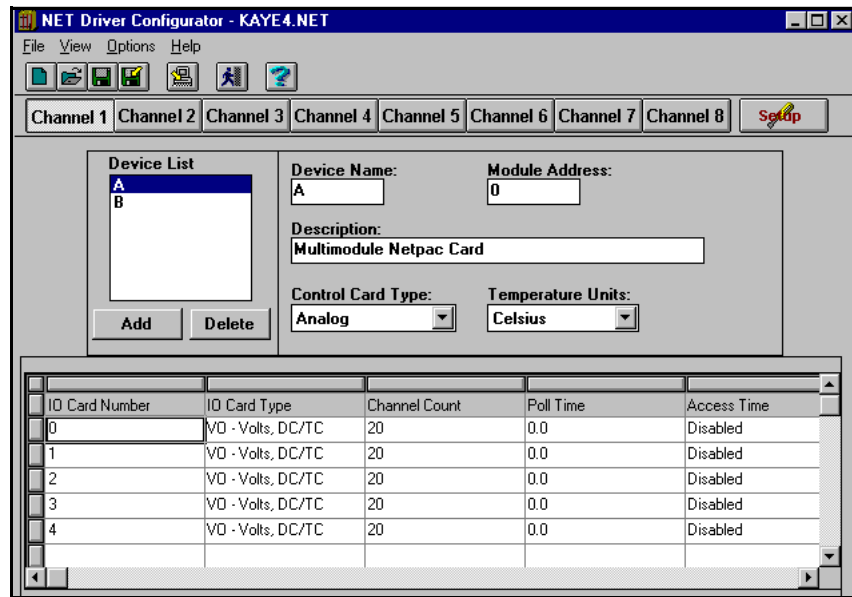 NET Driver Configurator - KAYE4.NET
File View Options Help
Channel 1 Channel 2 Channel 3 Channel 4 Channel 5 Channel 6 Channel 7 Channel 8 Setup
Device List
A
B
Add Delete
Device Name: Module Address:
A 0
Description:
Multimodule Netpac Card
Control Card Type: Temperature Units:
Analog Celsius
IO Card Number IO Card Type Channel Count Poll Time Access Time
0 VO - Volts, DC/TC 20 0.0 Disabled
1 VO - Volts, DC/TC 20 0.0 Disabled
2 VO - Volts, DC/TC 20 0.0 Disabled
3 VO - Volts, DC/TC 20 0.0 Disabled
4 VO - Volts, DC/TC 20 0.0 Disabled